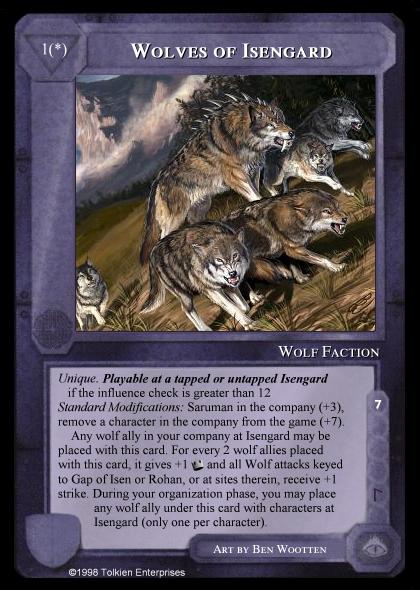 1(*)
WOLVES OF ISENGARD
WOLF FACTION
Unique. Playable at a tapped or untapped Isengard
if the influence check is greater than 12
Standard Modifications: Saruman in the company (+3),
remove a character in the company from the game (+7).
Any wolf ally in your company at Isengard may be
placed with this card. For every 2 wolf allies placed
with this card, it gives +1 and all Wolf attacks keyed
to Gap of Isen or Rohan, or at sites therein, receive +1
strike. During your organization phase, you may place
any wolf ally under this card with characters at
Isengard (only one per character).
7
ART BY BEN WOOTTEN
©1998 Tolkien Enterprises